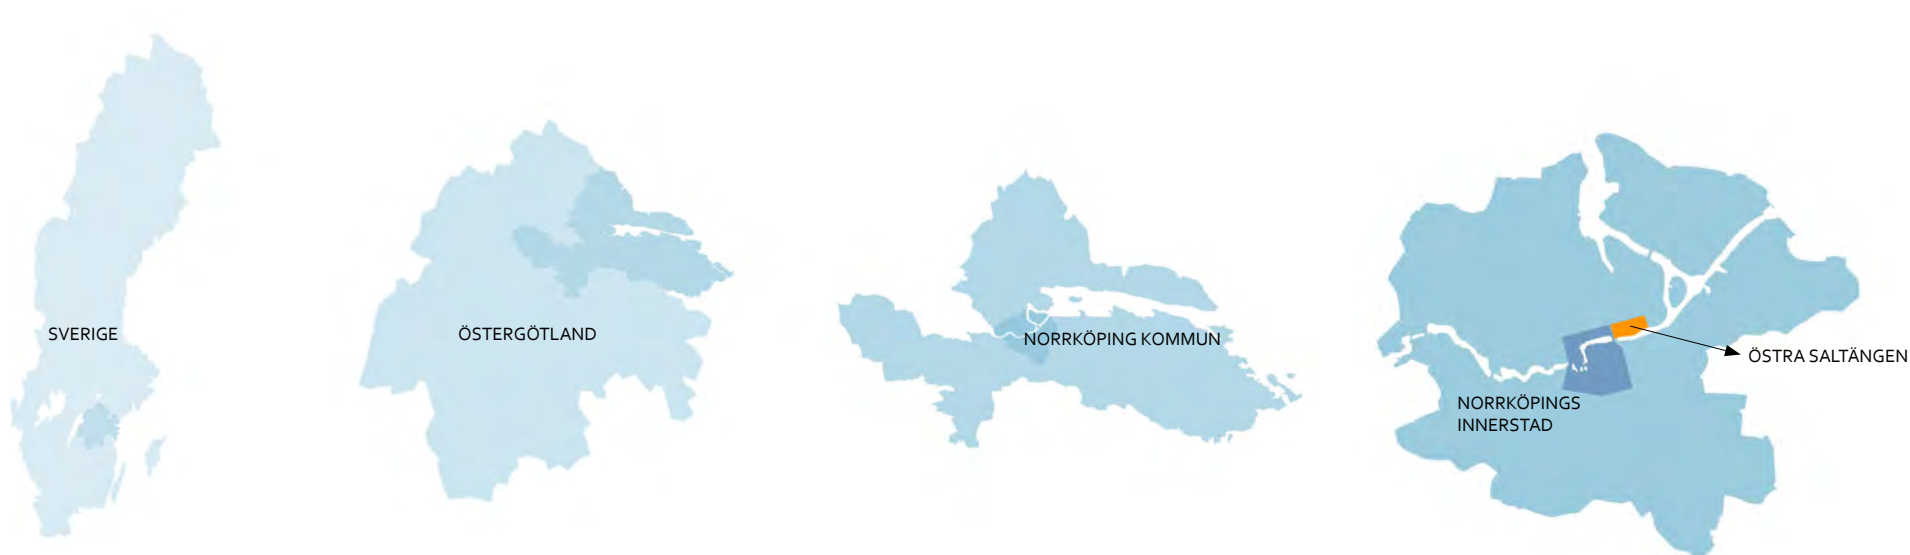 SVERIGE
ÖSTERGÖTLAND
NORRKÖPING KOMMUN
ÖSTRA SALTÄNGEN
NORRKÖPINGS
INNERSTAD